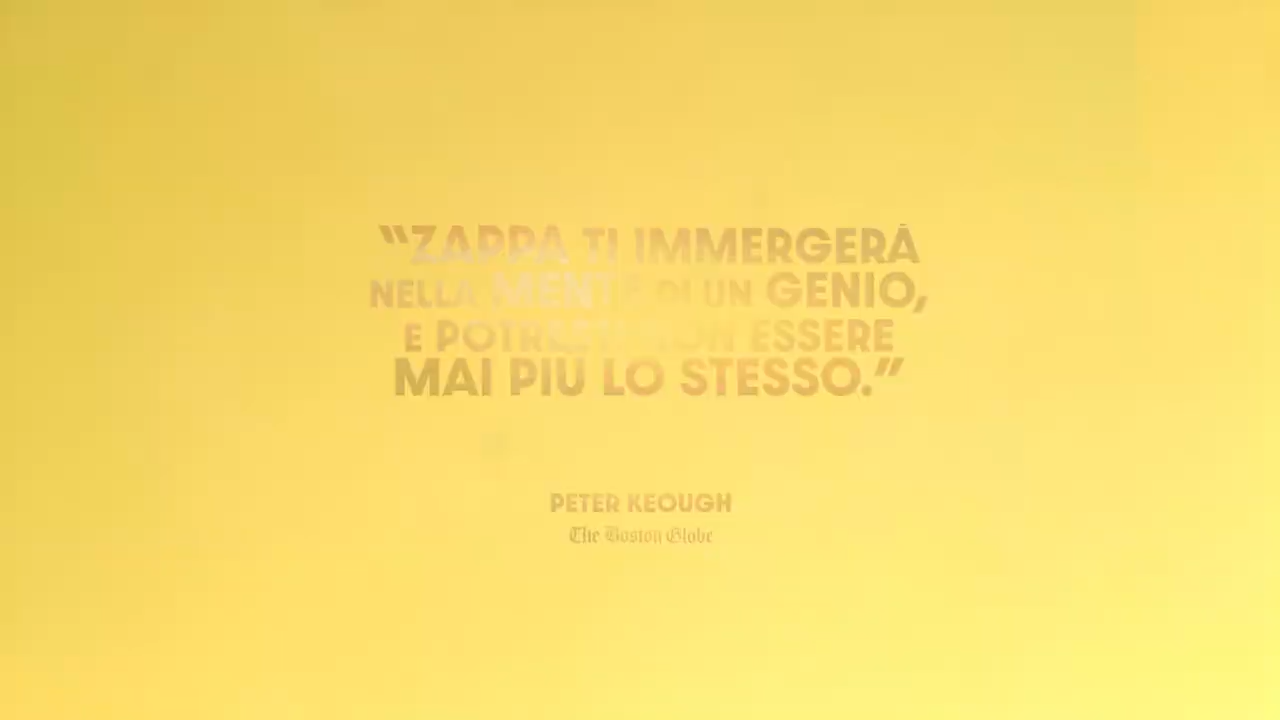 “ZAPPA TI IMMERGERÀ
NELLA MENTE DI UN GENIO,
E POTRESTI NON ESSERE
MAI PIÙ LO STESSO.”
PETER KEOUGH
The Boston Globe